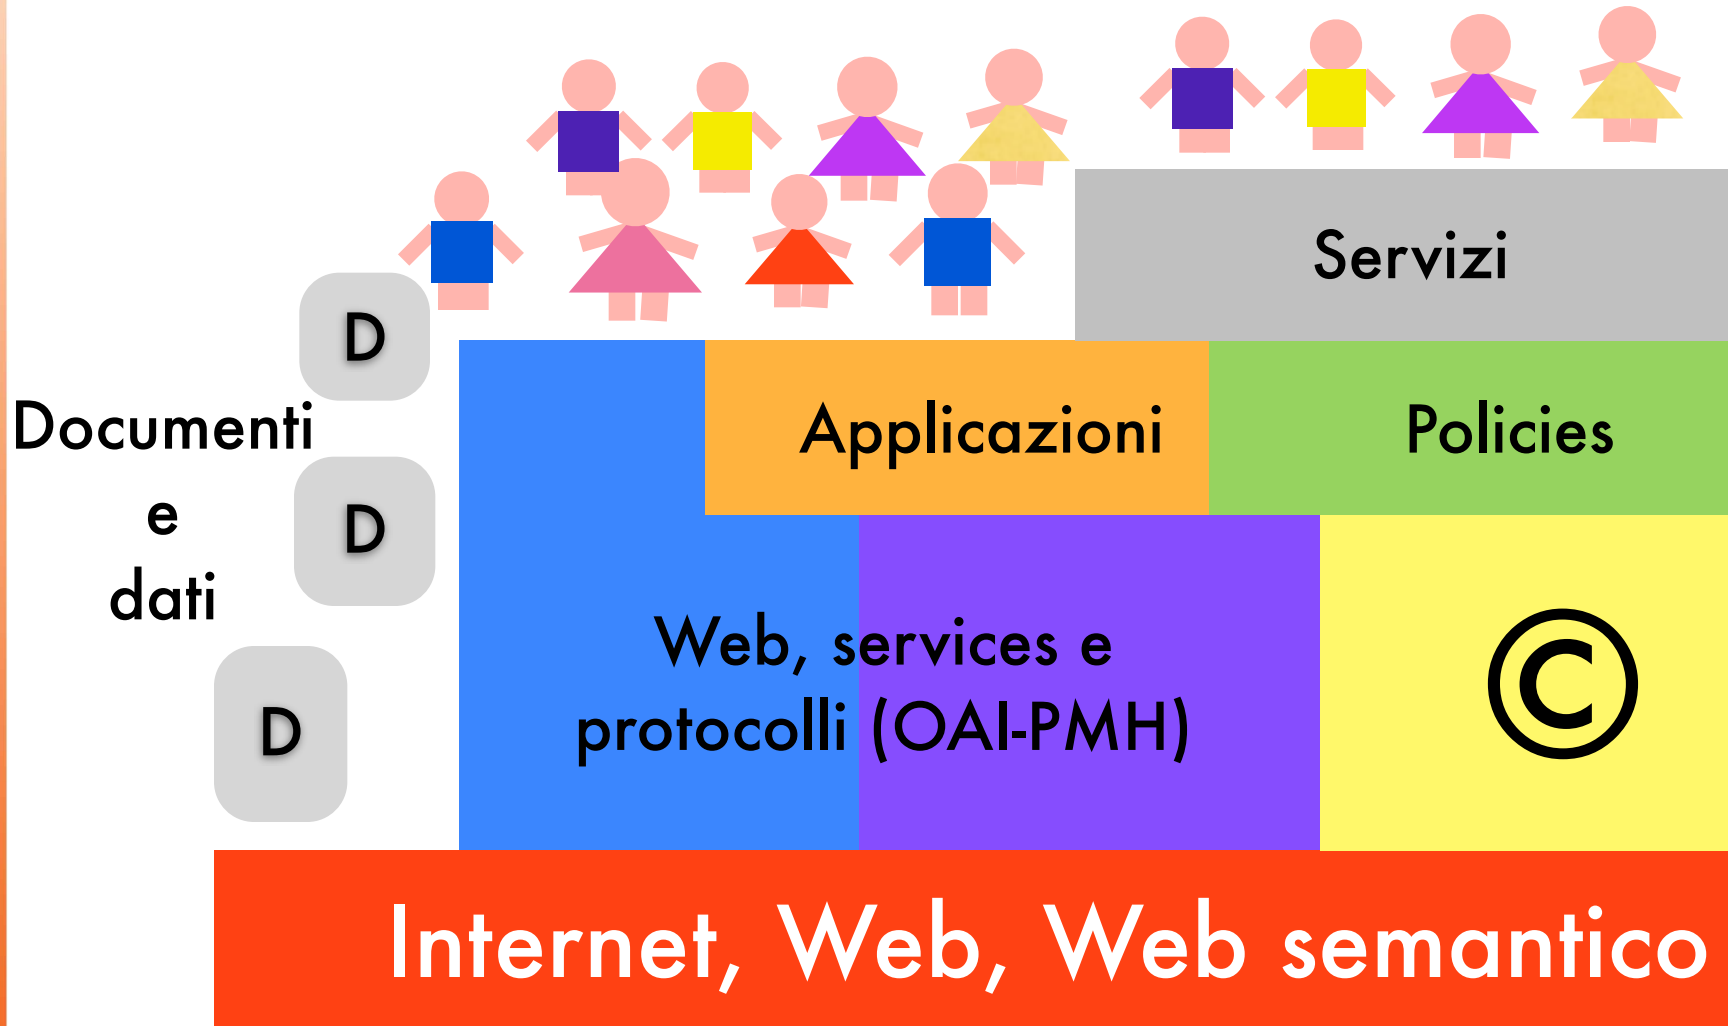 Servizi
D
Documenti
e
dati
D
D
Applicazioni
Policies
Web, services e
protocolli (OAI-PMH)
©
Internet, Web, Web semantico